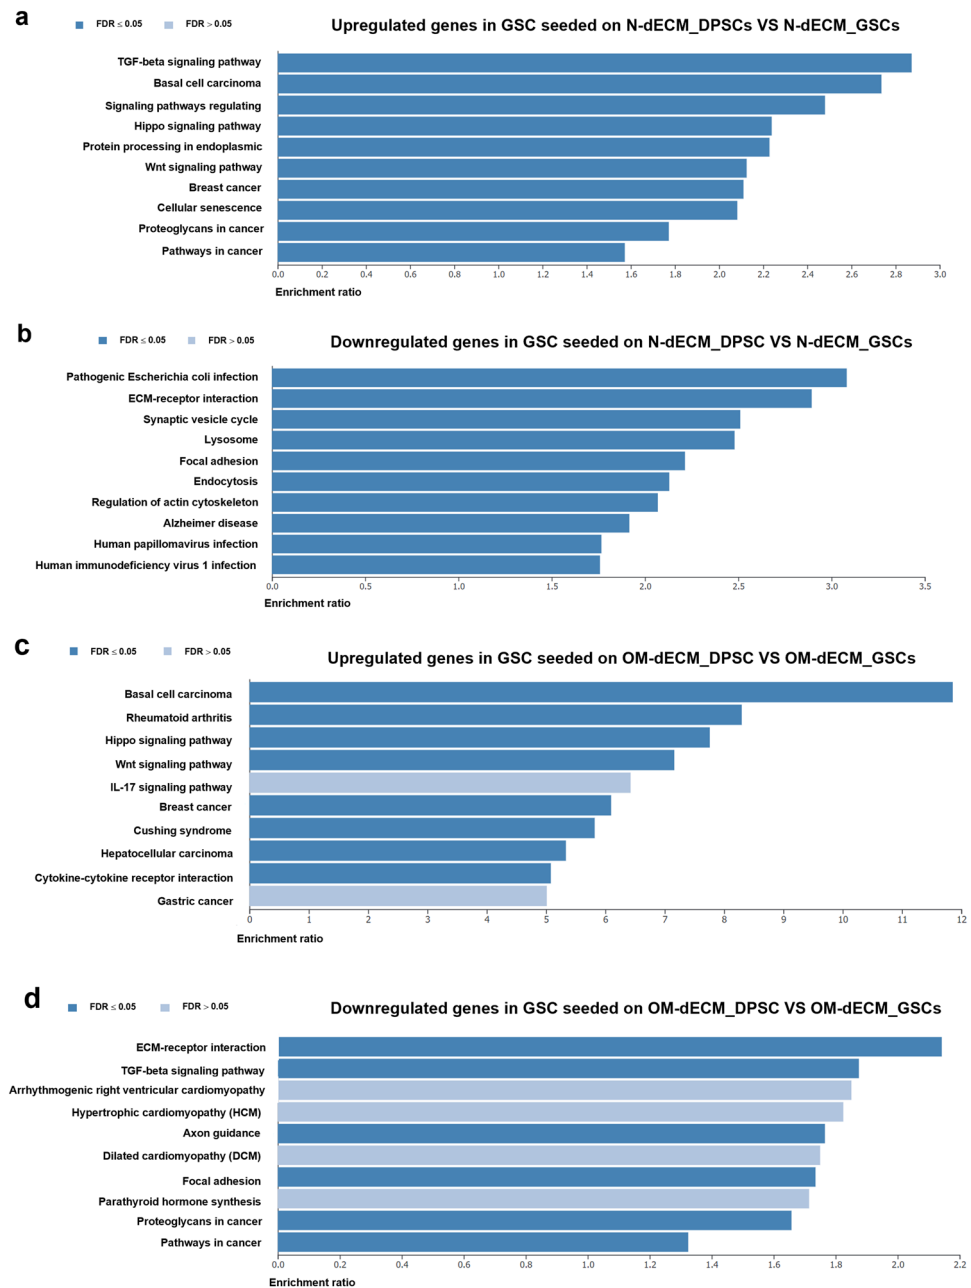 a
FDR ≤ 0.05 FDR > 0.05
Upregulated genes in GSC seeded on N-dECM_DPSCs VS N-dECM_GSCs
TGF-beta signaling pathway
Basal cell carcinoma
Signaling pathways regulating
Hippo signaling pathway
Protein processing in endoplasmic
Wnt signaling pathway
Breast cancer
Cellular senescence
Proteoglycans in cancer
Pathways in cancer
0.0 0.2 0.4 0.6 0.8 1.0 1.2 1.4 1.6 1.8 2.0 2.2 2.4 2.6 2.8 3.0
Enrichment ratio
b
FDR ≤ 0.05 FDR > 0.05
Downregulated genes in GSC seeded on N-dECM_DPSC VS N-dECM_GSCs
Pathogenic Escherichia coli infection
ECM-receptor interaction
Synaptic vesicle cycle
Lysosome
Focal adhesion
Endocytosis
Regulation of actin cytoskeleton
Alzheimer disease
Human papillomavirus infection
Human immunodeficiency virus 1 infection
0.0 0.5 1.0 1.5 2.0 2.5 3.0 3.5
Enrichment ratio
c
FDR ≤ 0.05 FDR > 0.05
Upregulated genes in GSC seeded on OM-dECM_DPSC VS OM-dECM_GSCs
Basal cell carcinoma
Rheumatoid arthritis
Hippo signaling pathway
Wnt signaling pathway
IL-17 signaling pathway
Breast cancer
Cushing syndrome
Hepatocellular carcinoma
Cytokine-cytokine receptor interaction
Gastric cancer
0 1 2 3 4 5 6 7 8 9 10 11 12
Enrichment ratio
d
FDR ≤ 0.05 FDR > 0.05
Downregulated genes in GSC seeded on OM-dECM_DPSC VS OM-dECM_GSCs
ECM-receptor interaction
TGF-beta signaling pathway
Arrhythmogenic right ventricular cardiomyopathy
Hypertrophic cardiomyopathy (HCM)
Axon guidance
Dilated cardiomyopathy (DCM)
Focal adhesion
Parathyroid hormone synthesis
Proteoglycans in cancer
Pathways in cancer
0.0 0.2 0.4 0.6 0.8 1.0 1.2 1.4 1.6 1.8 2.0 2.2
Enrichment ratio